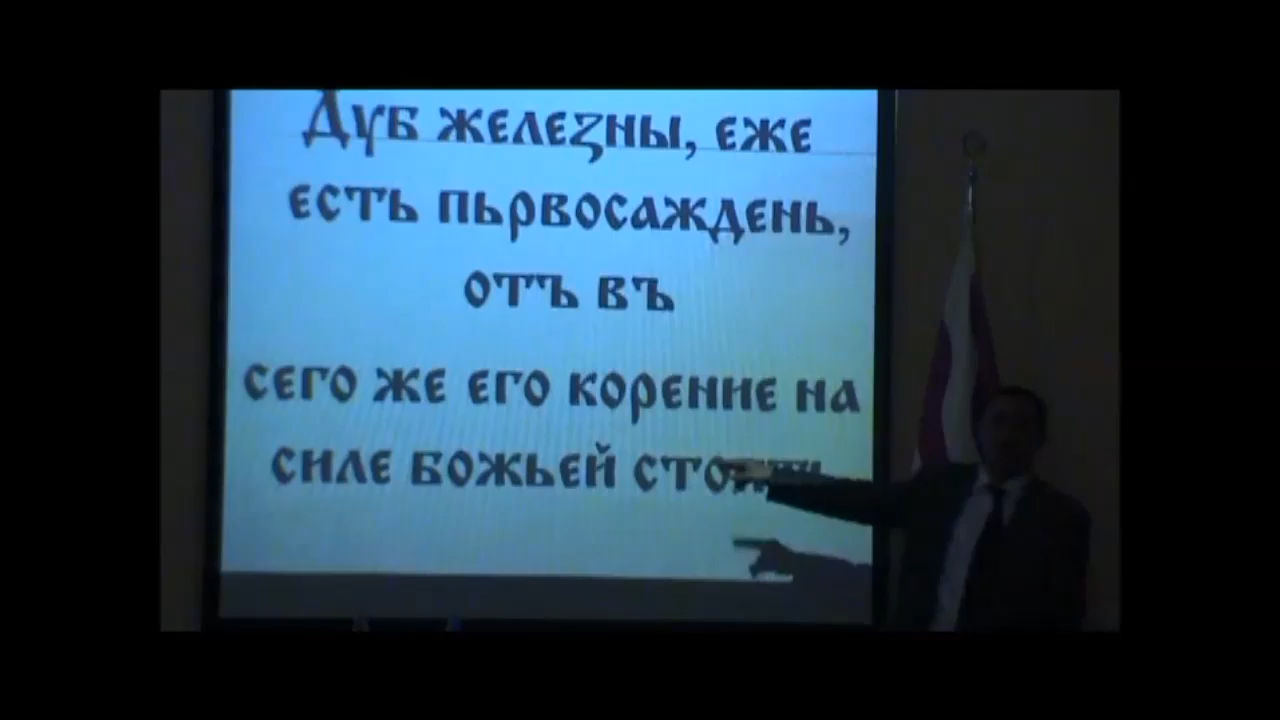 Дуб железны, еже
есть пьрвосаждень,
отъ въ
сего же его корение на
силе божьей